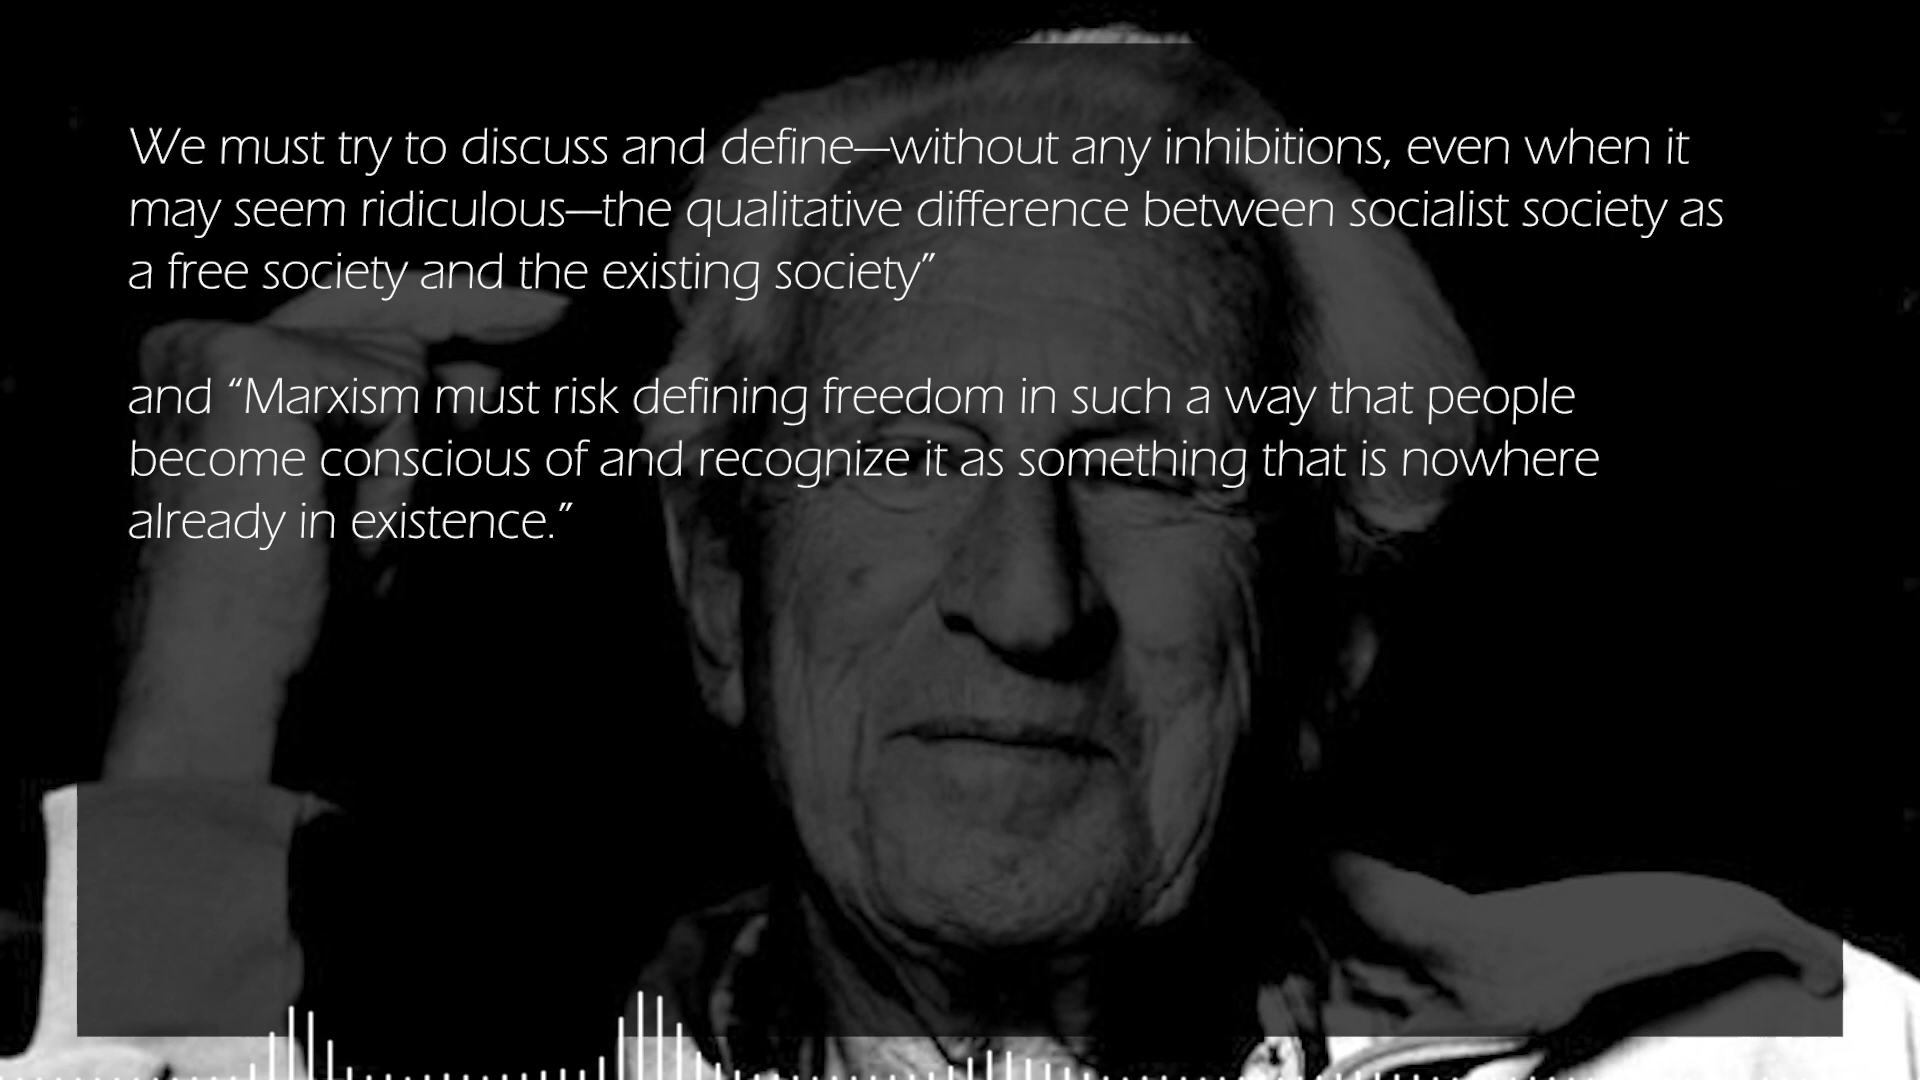 We must try to discuss and define—without any inhibitions, even when it
may seem ridiculous—the qualitative difference between socialist society as
a free society and the existing society”
and “Marxism must risk defining freedom in such a way that people
become conscious of and recognize it as something that is nowhere
already in existence.”